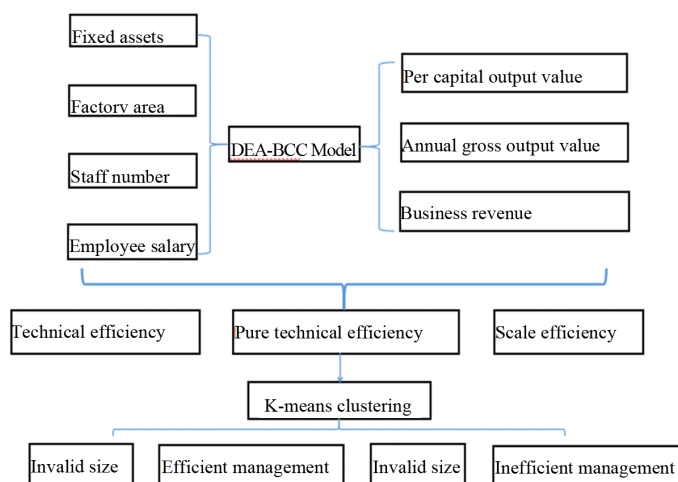 Fixed assets
Factory area
Staff number
Employee salary
DEA-BCC Model
Per capital output value
Annual gross output value
Business revenue
Technical efficiency
Pure technical efficiency
Scale efficiency
K-means clustering
Invalid size
Efficient management
Invalid size
Inefficient management